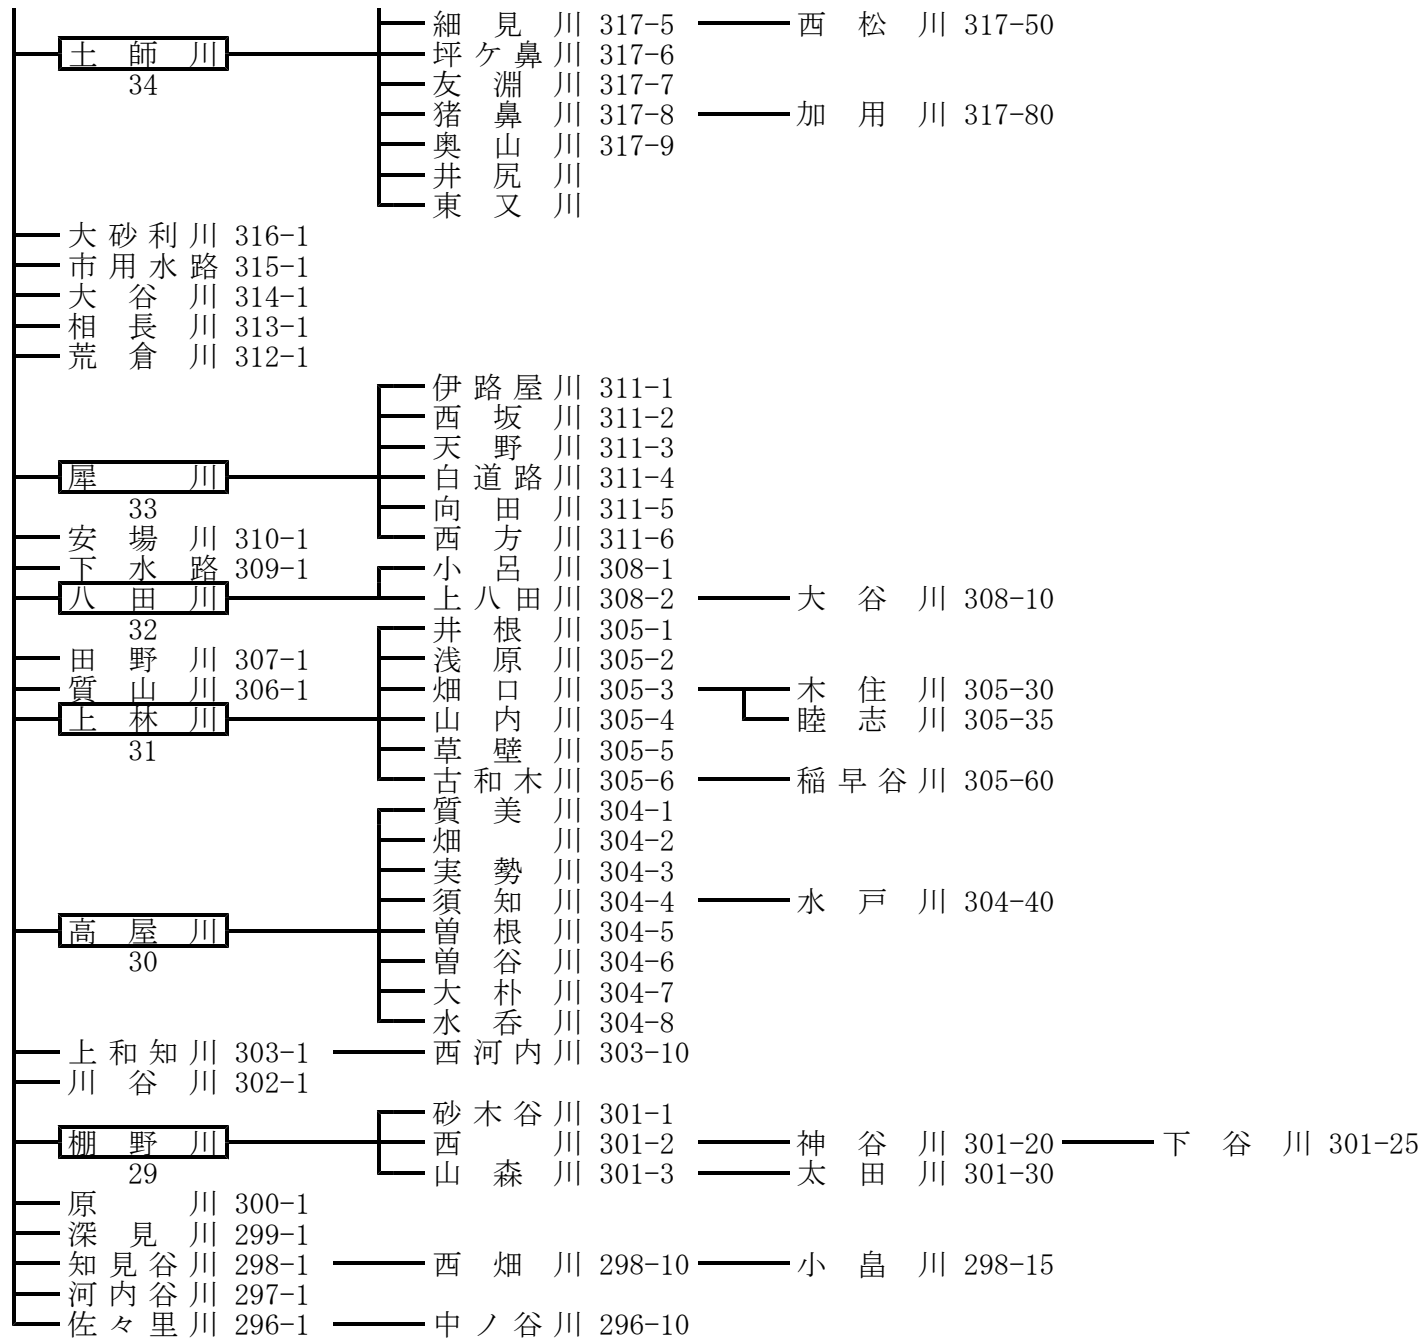 細見川 317-5 西松川 317-50
土師川 坪ケ鼻川 317-6
34 友淵川 317-7
猪鼻川 317-8 加用川 317-80
奥山川 317-9
井尻川
東又川
大砂利川 316-1
市用水路 315-1
大谷川 314-1
相長川 313-1
荒倉川 312-1
伊路屋川 311-1
西坂川 311-2
天野川 311-3
犀川 白道路川 311-4
33 向田川 311-5
安場川 310-1 西方川 311-6
下水路 309-1 小呂川 308-1
八田川 上八田川 308-2 大谷川 308-10
32 井根川 305-1
田野川 307-1 浅原川 305-2
質山川 306-1 畑口川 305-3 木住川 305-30
上林川 山内川 305-4 睦志川 305-35
31 草壁川 305-5
古和木川 305-6 稲早谷川 305-60
質美川 304-1
畑川 304-2
実勢川 304-3
須知川 304-4 水戸川 304-40
高屋川 曽根川 304-5
30 曽谷川 304-6
大朴川 304-7
水呑川 304-8
上和知川 303-1 西河内川 303-10
川谷川 302-1
砂木谷川 301-1
棚野川 西川 301-2 神谷川 301-20 下谷川 301-25
29 山森川 301-3 太田川 301-30
原川 300-1
深見川 299-1
知見谷川 298-1 西畑川 298-10 小畠川 298-15
河内谷川 297-1
佐々里川 296-1 中ノ谷川 296-10